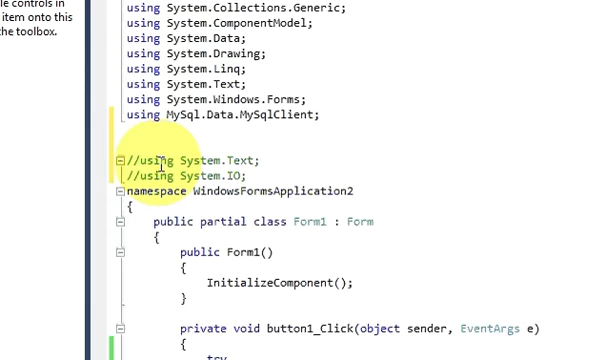 le controls in
item onto this
the toolbox.
using System.Collections.Generic;
using System.ComponentModel;
using System.Data;
using System.Drawing;
using System.Linq;
using System.Text;
using System.Windows.Forms;
using MySql.Data.MySqlClient;
//using System.Text;
//using System.IO;
namespace WindowsFormsApplication2
{
public partial class Form1 : Form
{
public Form1()
{
InitializeComponent();
}
private void button1_Click(object sender, EventArgs e)
{
try